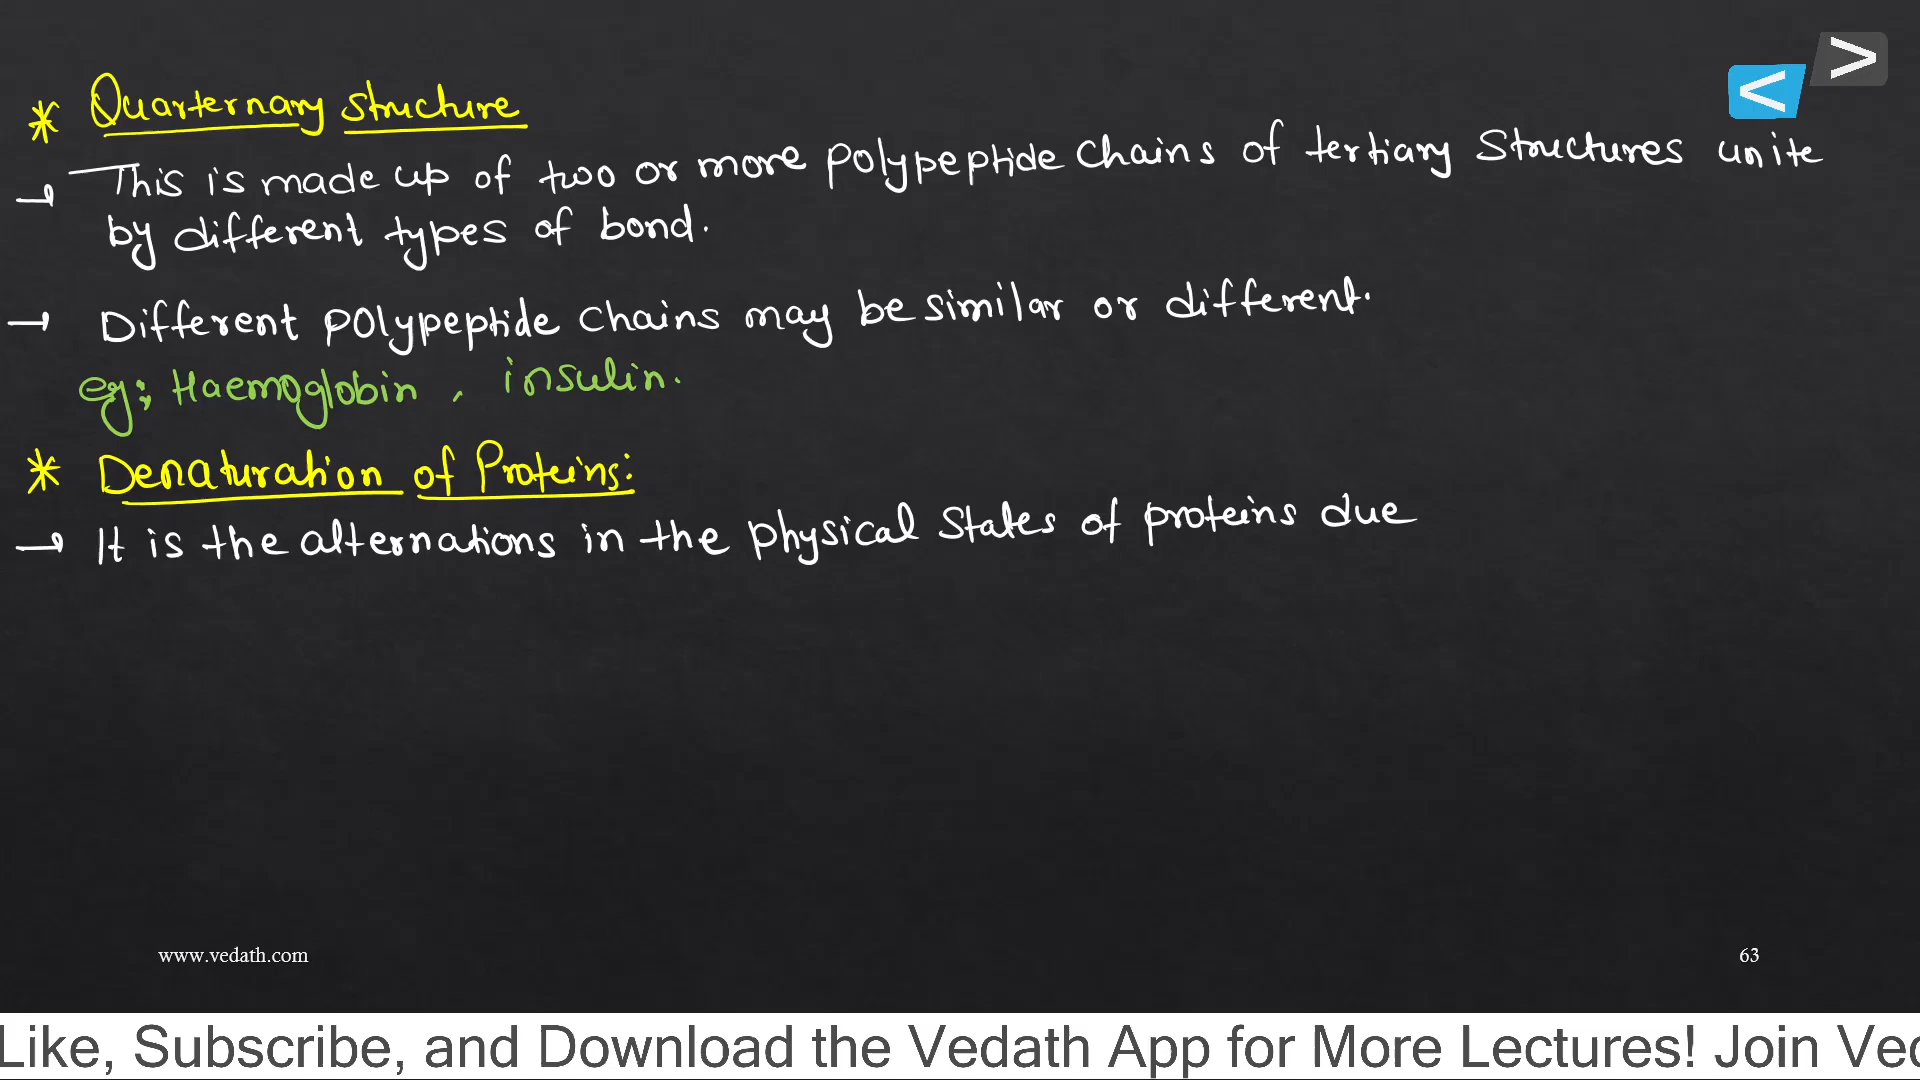 * Quarternary structure
→ This is made up of two or more polypeptide chains of tertiary structures unite
by different types of bond.
→ Different polypeptide chains may be similar or different.
eg; Haemoglobin, insulin.
* Denaturation of Proteins:
→ It is the alternations in the physical states of proteins due
www.vedath.com
63
Like, Subscribe, and Download the Vedath App for More Lectures! Join Ved